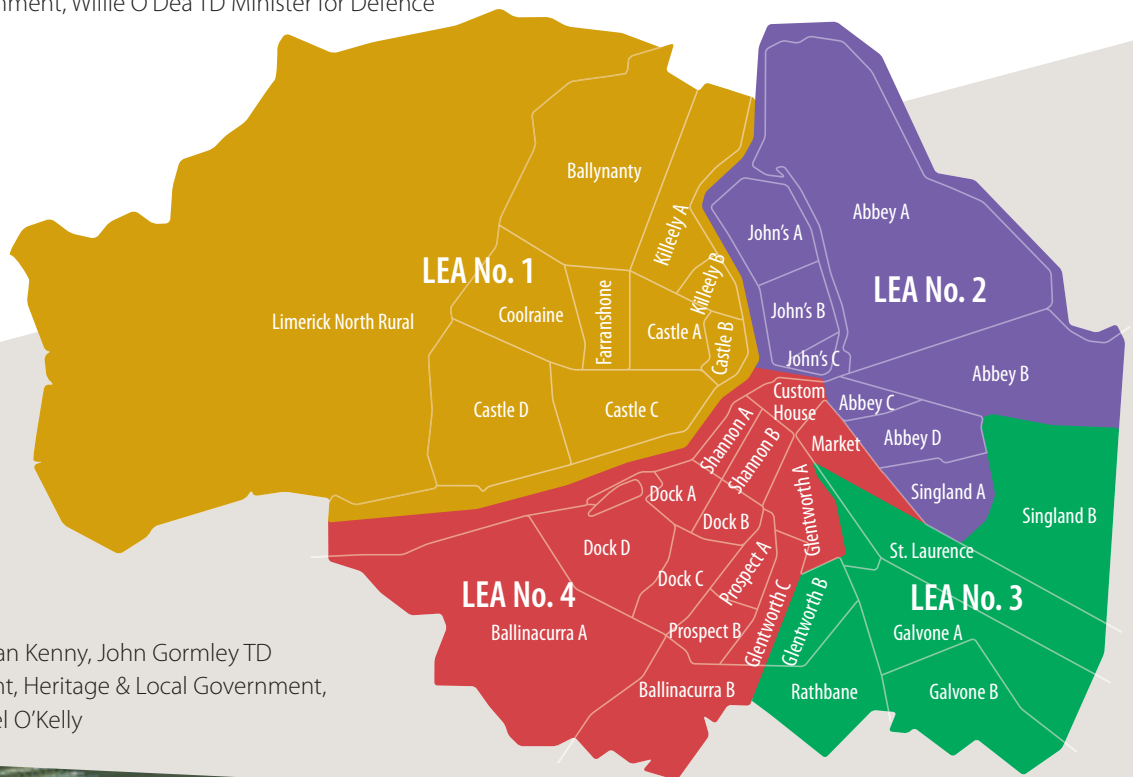 Willie O'Dea TD Minister for Defence
Ballynanty
Killeely A
Abbey A
John's A
LEA No. 1
Killeely B
LEA No. 2
Limerick North Rural
Coolraine
Farranshone
Castle A
Castle B
John's B
John's C
Abbey B
Castle D
Castle C
Custom
House
Abbey C
Shannon A
Shannon B
Market
Abbey D
Dock A
Glentworth A
Singland A
Dock B
Singland B
Dock D
St. Laurence
Dock C
Prospect A
LEA No. 4
LEA No. 3
Ballinacurra A
Prospect B
Glentworth C
Glentworth B
Galvone A
Ballinacurra B
Rathbane
Galvone B
an Kenny, John Gormley TD
nt, Heritage & Local Government,
el O'Kelly